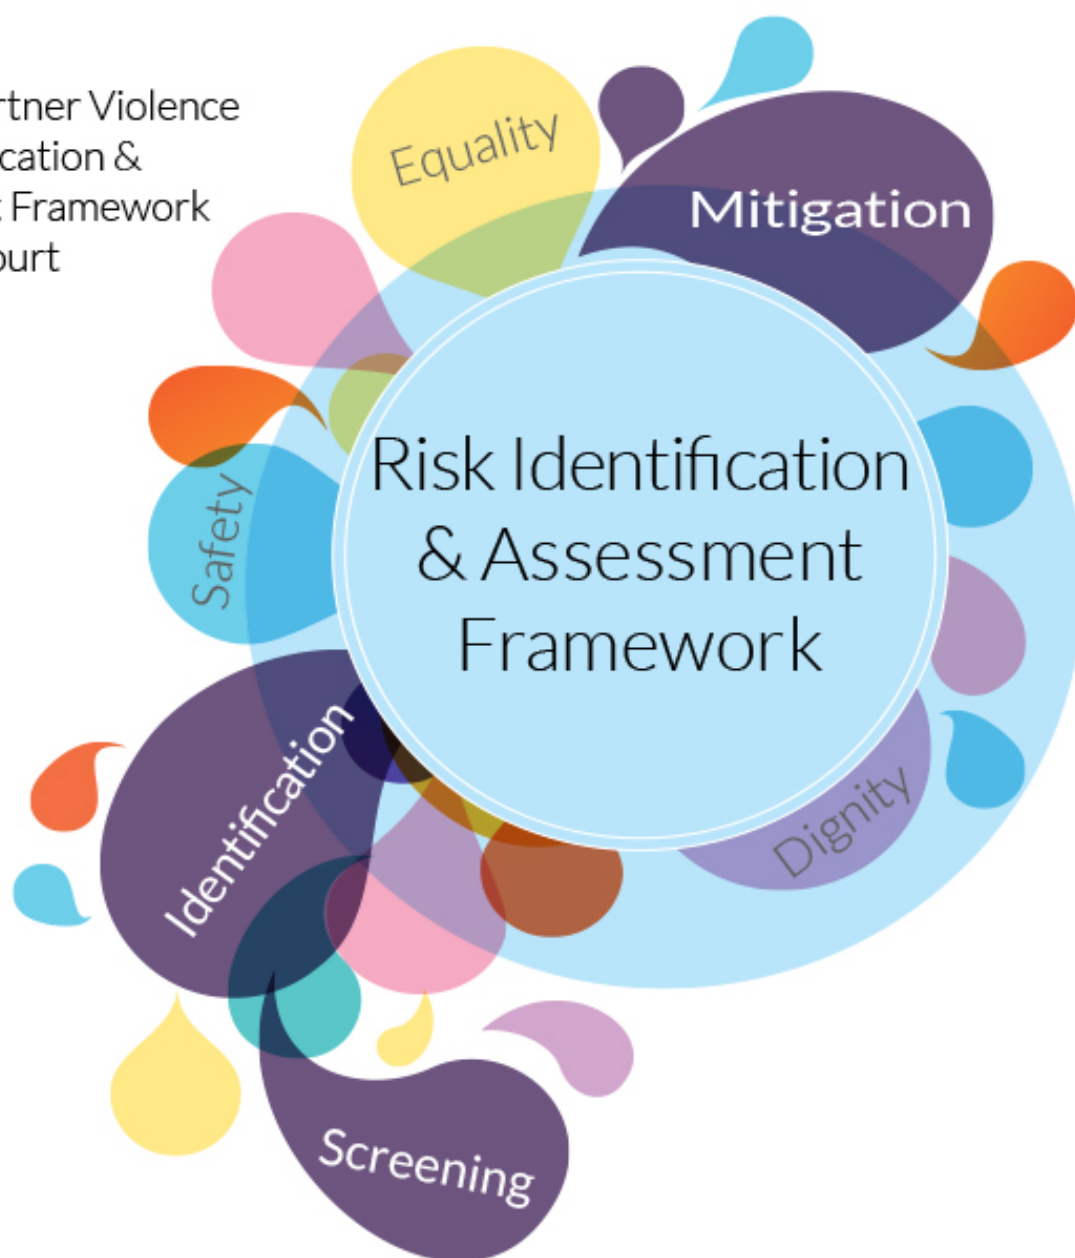 rtner Violence
cation &
t Framework
ourt
Equality
Mitigation
Safety
Risk Identification
& Assessment
Framework
Identification
Dignity
Screening